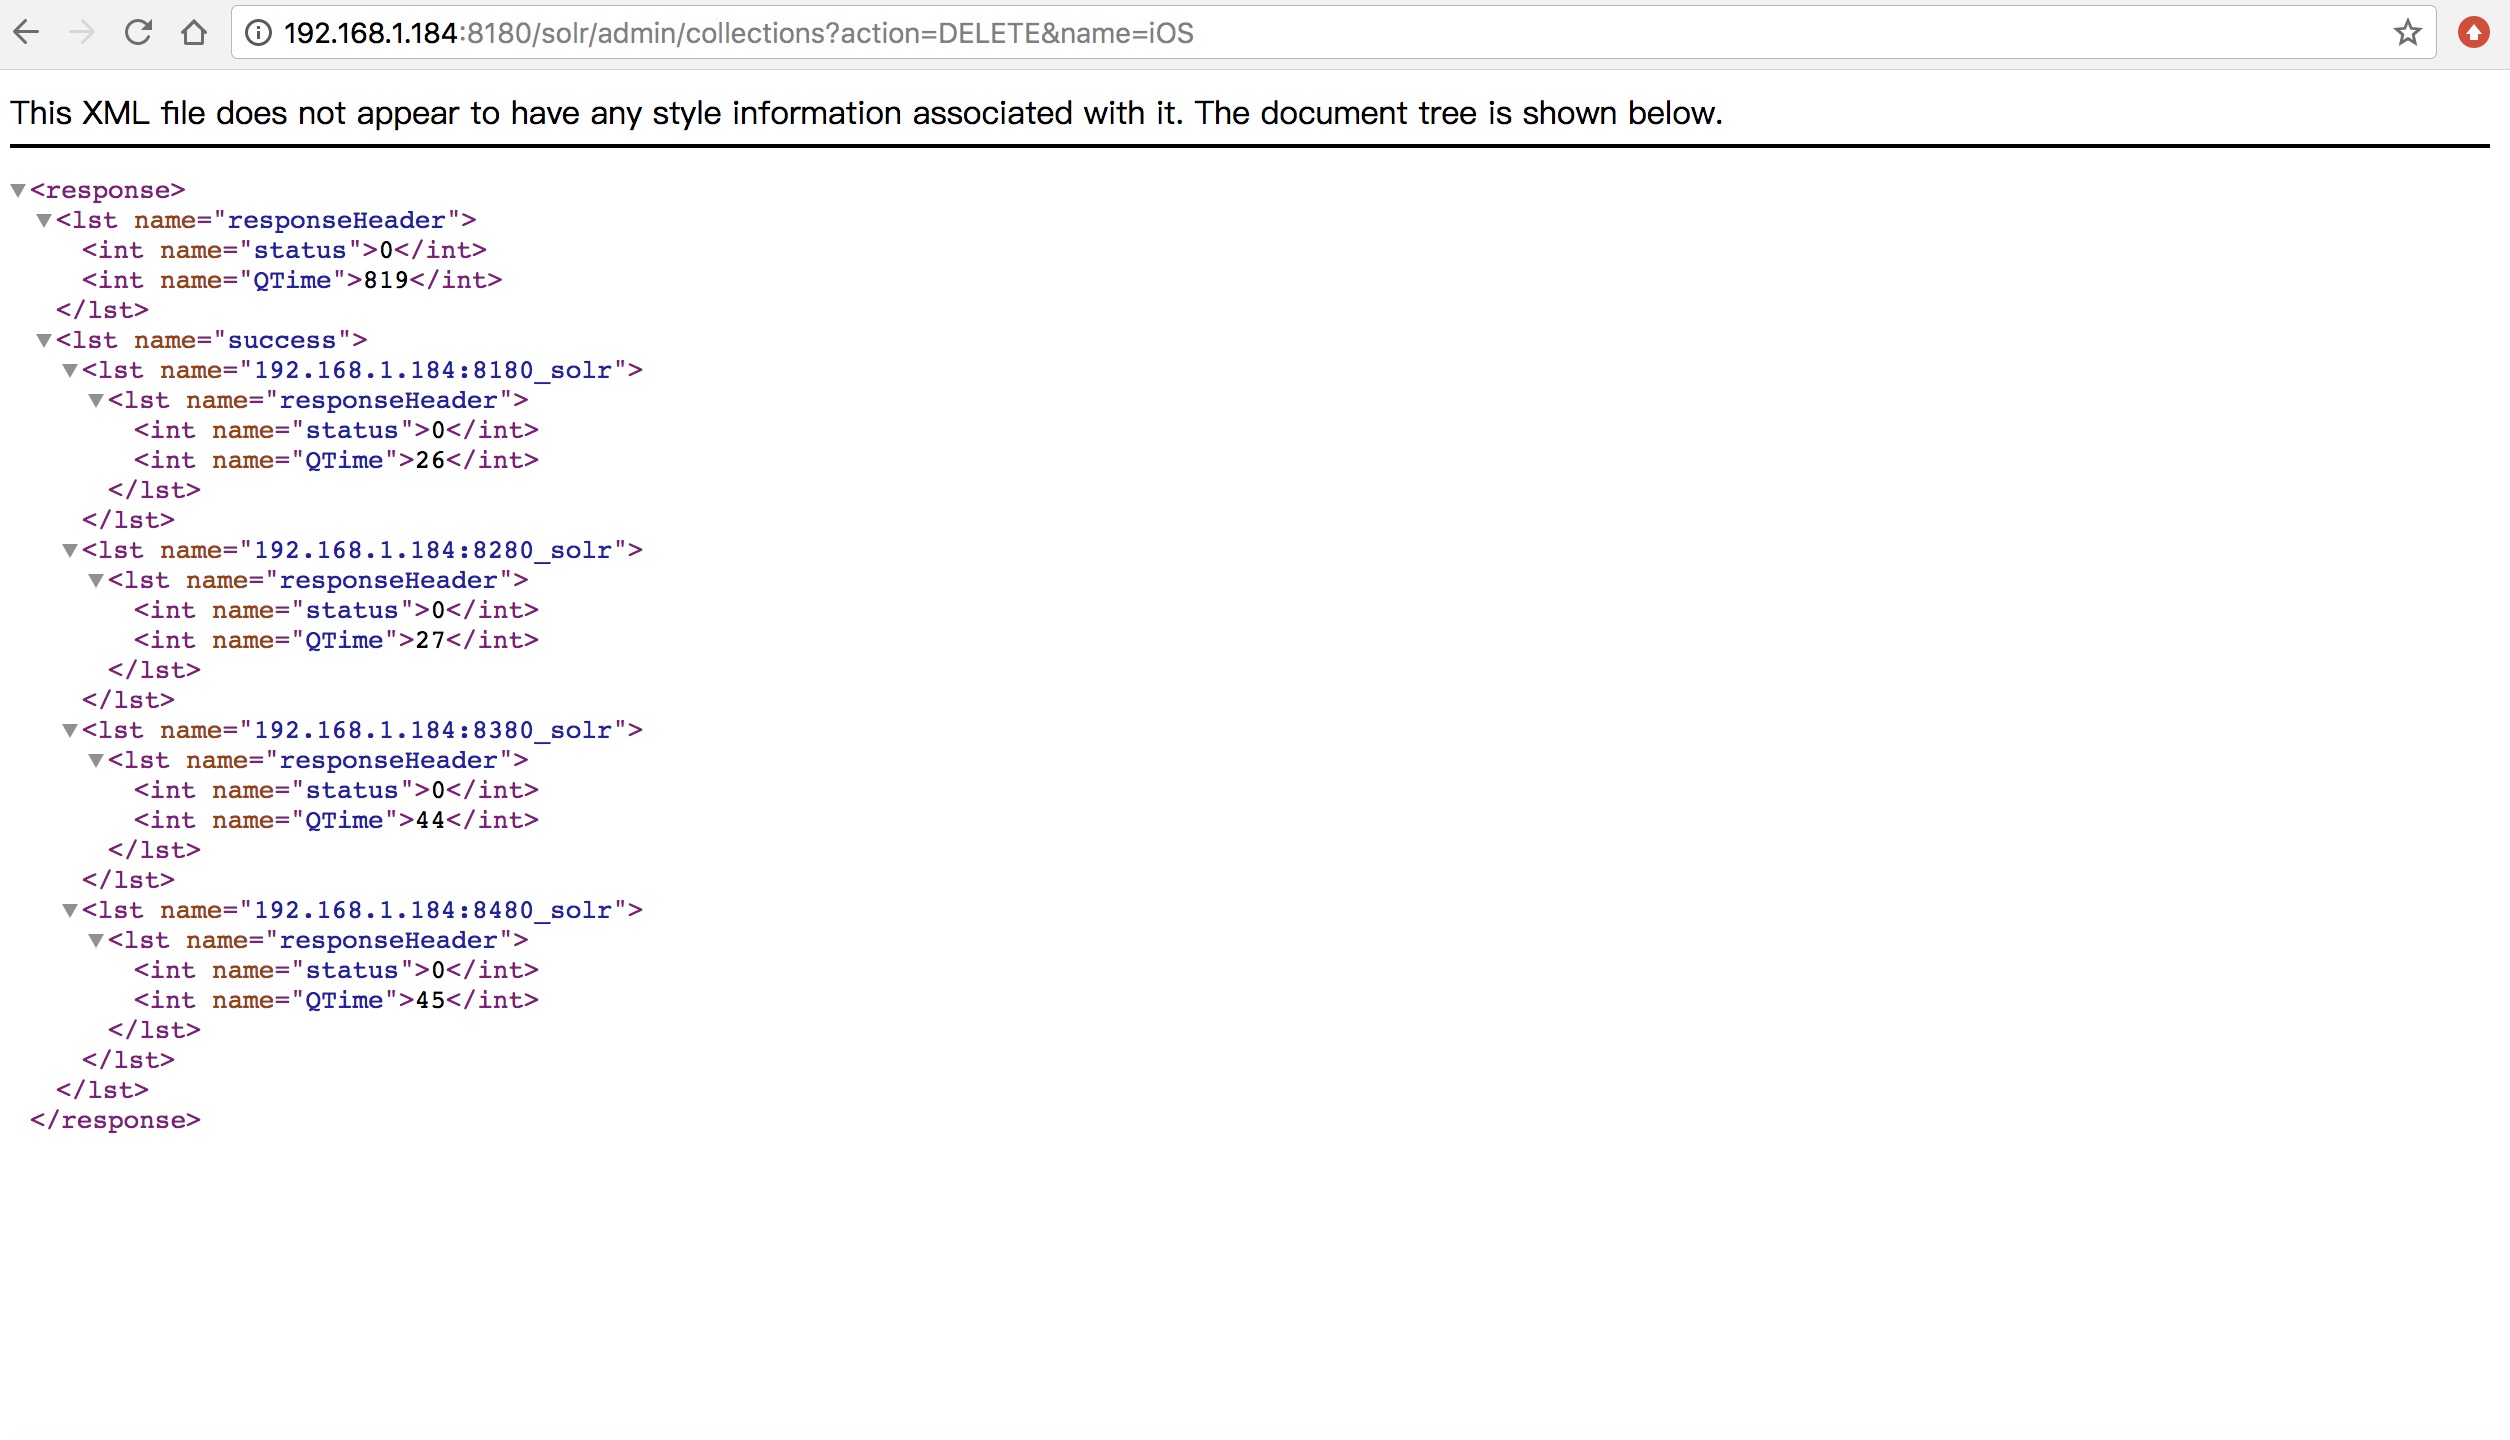 192.168.1.184:8180/solr/admin/collections?action=DELETE&name=iOS
This XML file does not appear to have any style information associated with it. The document tree is shown below.
<response>
<lst name="responseHeader">
<int name="status">0</int>
<int name="QTime">819</int>
</lst>
<lst name="success">
<lst name="192.168.1.184:8180_solr">
<lst name="responseHeader">
<int name="status">0</int>
<int name="QTime">26</int>
</lst>
</lst>
<lst name="192.168.1.184:8280_solr">
<lst name="responseHeader">
<int name="status">0</int>
<int name="QTime">27</int>
</lst>
</lst>
<lst name="192.168.1.184:8380_solr">
<lst name="responseHeader">
<int name="status">0</int>
<int name="QTime">44</int>
</lst>
</lst>
<lst name="192.168.1.184:8480_solr">
<lst name="responseHeader">
<int name="status">0</int>
<int name="QTime">45</int>
</lst>
</lst>
</lst>
</response>